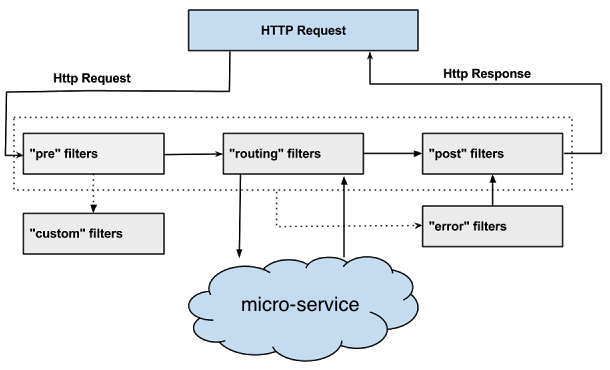 HTTP Request
Http Request
Http Response
"pre" filters
"routing" filters
"post" filters
"custom" filters
"error" filters
micro-service